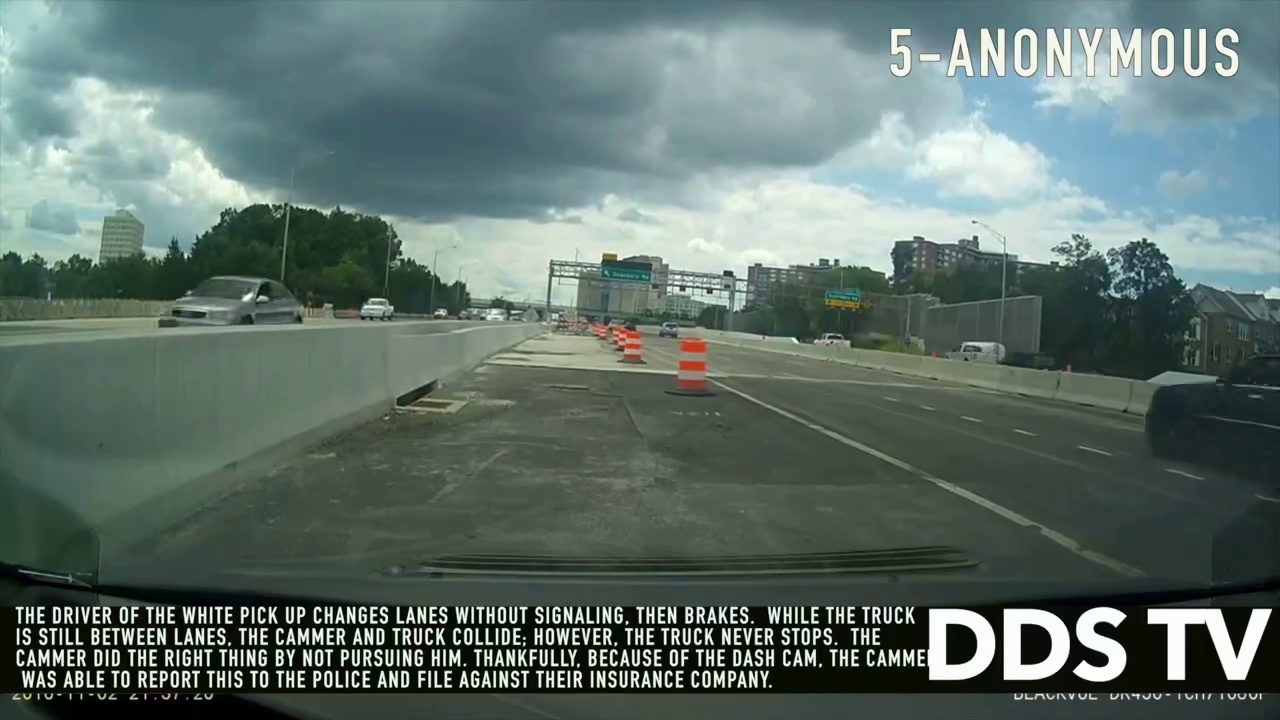 5-ANONYMOUS
THE DRIVER OF THE WHITE PICK UP CHANGES LANES WITHOUT SIGNALING, THEN BRAKES. WHILE THE TRUCK
IS STILL BETWEEN LANES, THE CAMMER AND TRUCK COLLIDE; HOWEVER, THE TRUCK NEVER STOPS. THE
CAMMER DID THE RIGHT THING BY NOT PURSUING HIM. THANKFULLY, BECAUSE OF THE DASH CAM, THE CAMME
WAS ABLE TO REPORT THIS TO THE POLICE AND FILE AGAINST THEIR INSURANCE COMPANY.
DDS TV